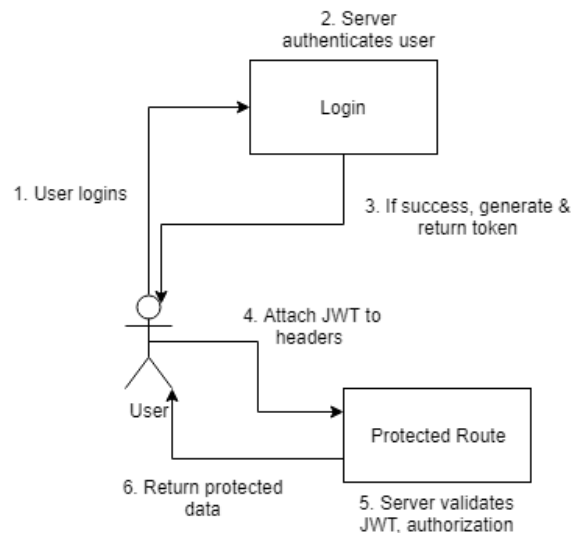 2. Server
authenticates user
Login
1. User logins
3. If success, generate &
return token
4. Attach JWT to
headers
User
Protected Route
6. Return protected
data
5. Server validates
JWT, authorization